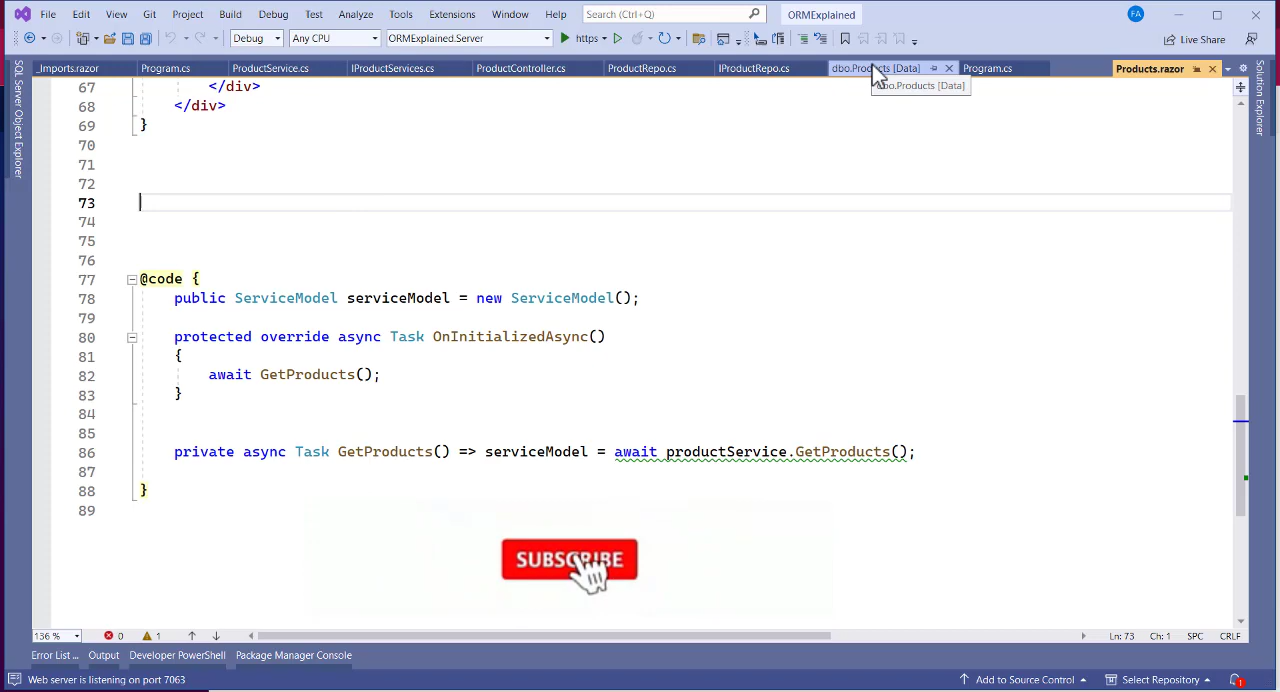 File Edit View Git Project Build Debug Test Analyze Tools Extensions Window Help Search (Ctrl+Q) ORMExplained FA
Debug Any CPU ORMExplained.Server https Live Share
_Imports.razor Program.cs ProductService.cs IProductServices.cs ProductController.cs ProductRepo.cs IProductRepo.cs dbo.Products [Data] Program.cs Products.razor
dbo.Products [Data]
SQL Server Object Explorer
Solution Explorer
67 </div>
68 </div>
69 }
70
71
72
73
74
75
76
77 @code {
78 public ServiceModel serviceModel = new ServiceModel();
79
80 protected override async Task OnInitializedAsync()
81 {
82 await GetProducts();
83 }
84
85
86 private async Task GetProducts() => serviceModel = await productService.GetProducts();
87
88 }
89
SUBSCRIBE
136 % 0 1 Ln: 73 Ch: 1 SPC CRLF
Error List ... Output Developer PowerShell Package Manager Console
Web server is listening on port 7063 Add to Source Control Select Repository 1